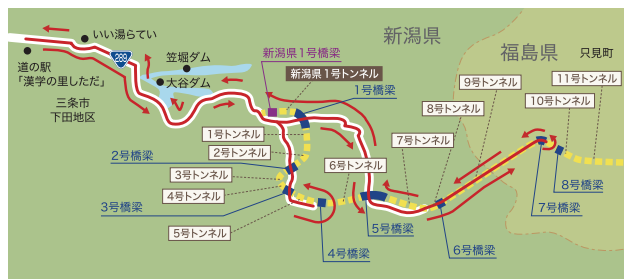 いい湯らてい
289
笠堀ダム
大谷ダム
道の駅
「漢学の里しただ」
三条市
下田地区
新潟県
福島県
只見町
新潟県1号橋梁
新潟県1号トンネル
1号橋梁
1号トンネル
2号トンネル
2号橋梁
3号トンネル
4号トンネル
3号橋梁
5号トンネル
6号トンネル
4号橋梁
5号橋梁
7号トンネル
8号トンネル
9号トンネル
6号橋梁
10号トンネル
11号トンネル
7号橋梁
8号橋梁